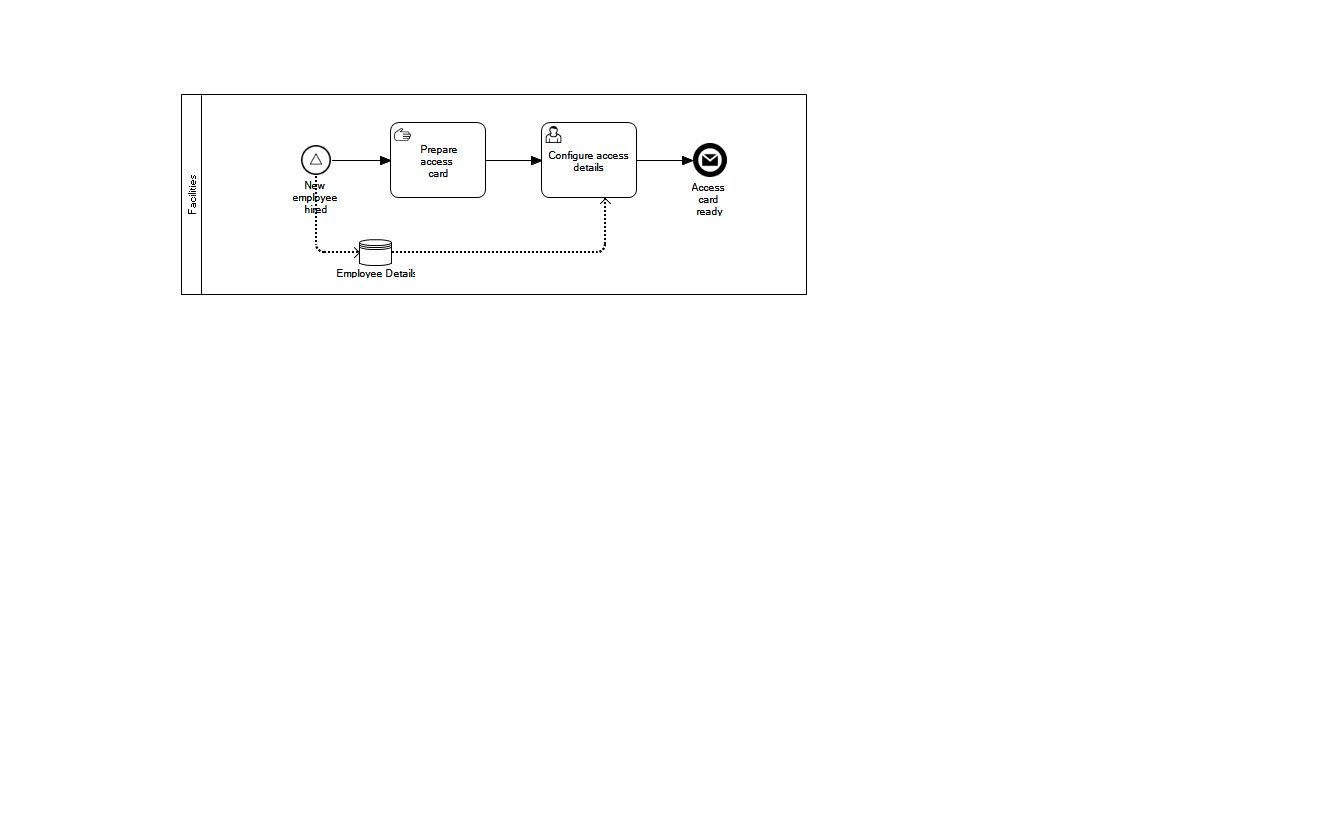 Facilities
New
employee
hired
Prepare
access
card
Configure access
details
Access
card
ready
Employee Details